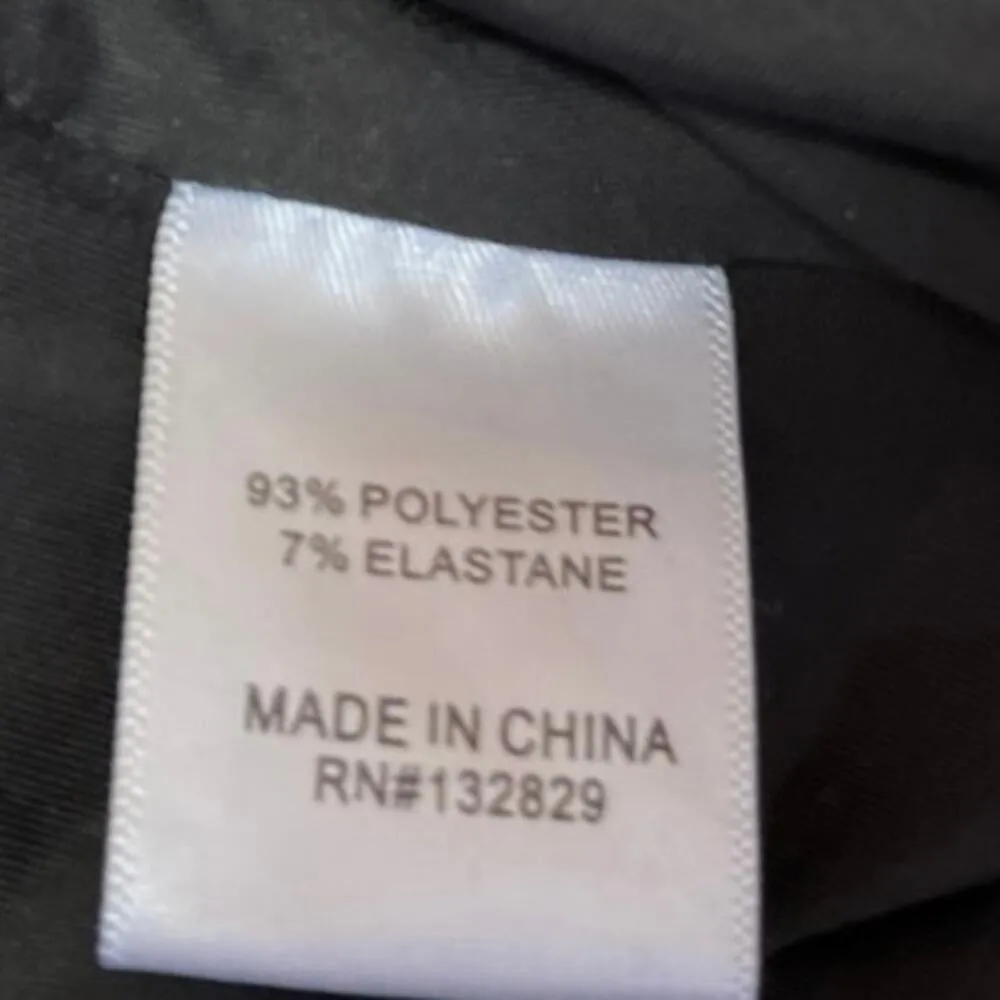 93% POLYESTER
7% ELASTANE
MADE IN CHINA
RN#132829